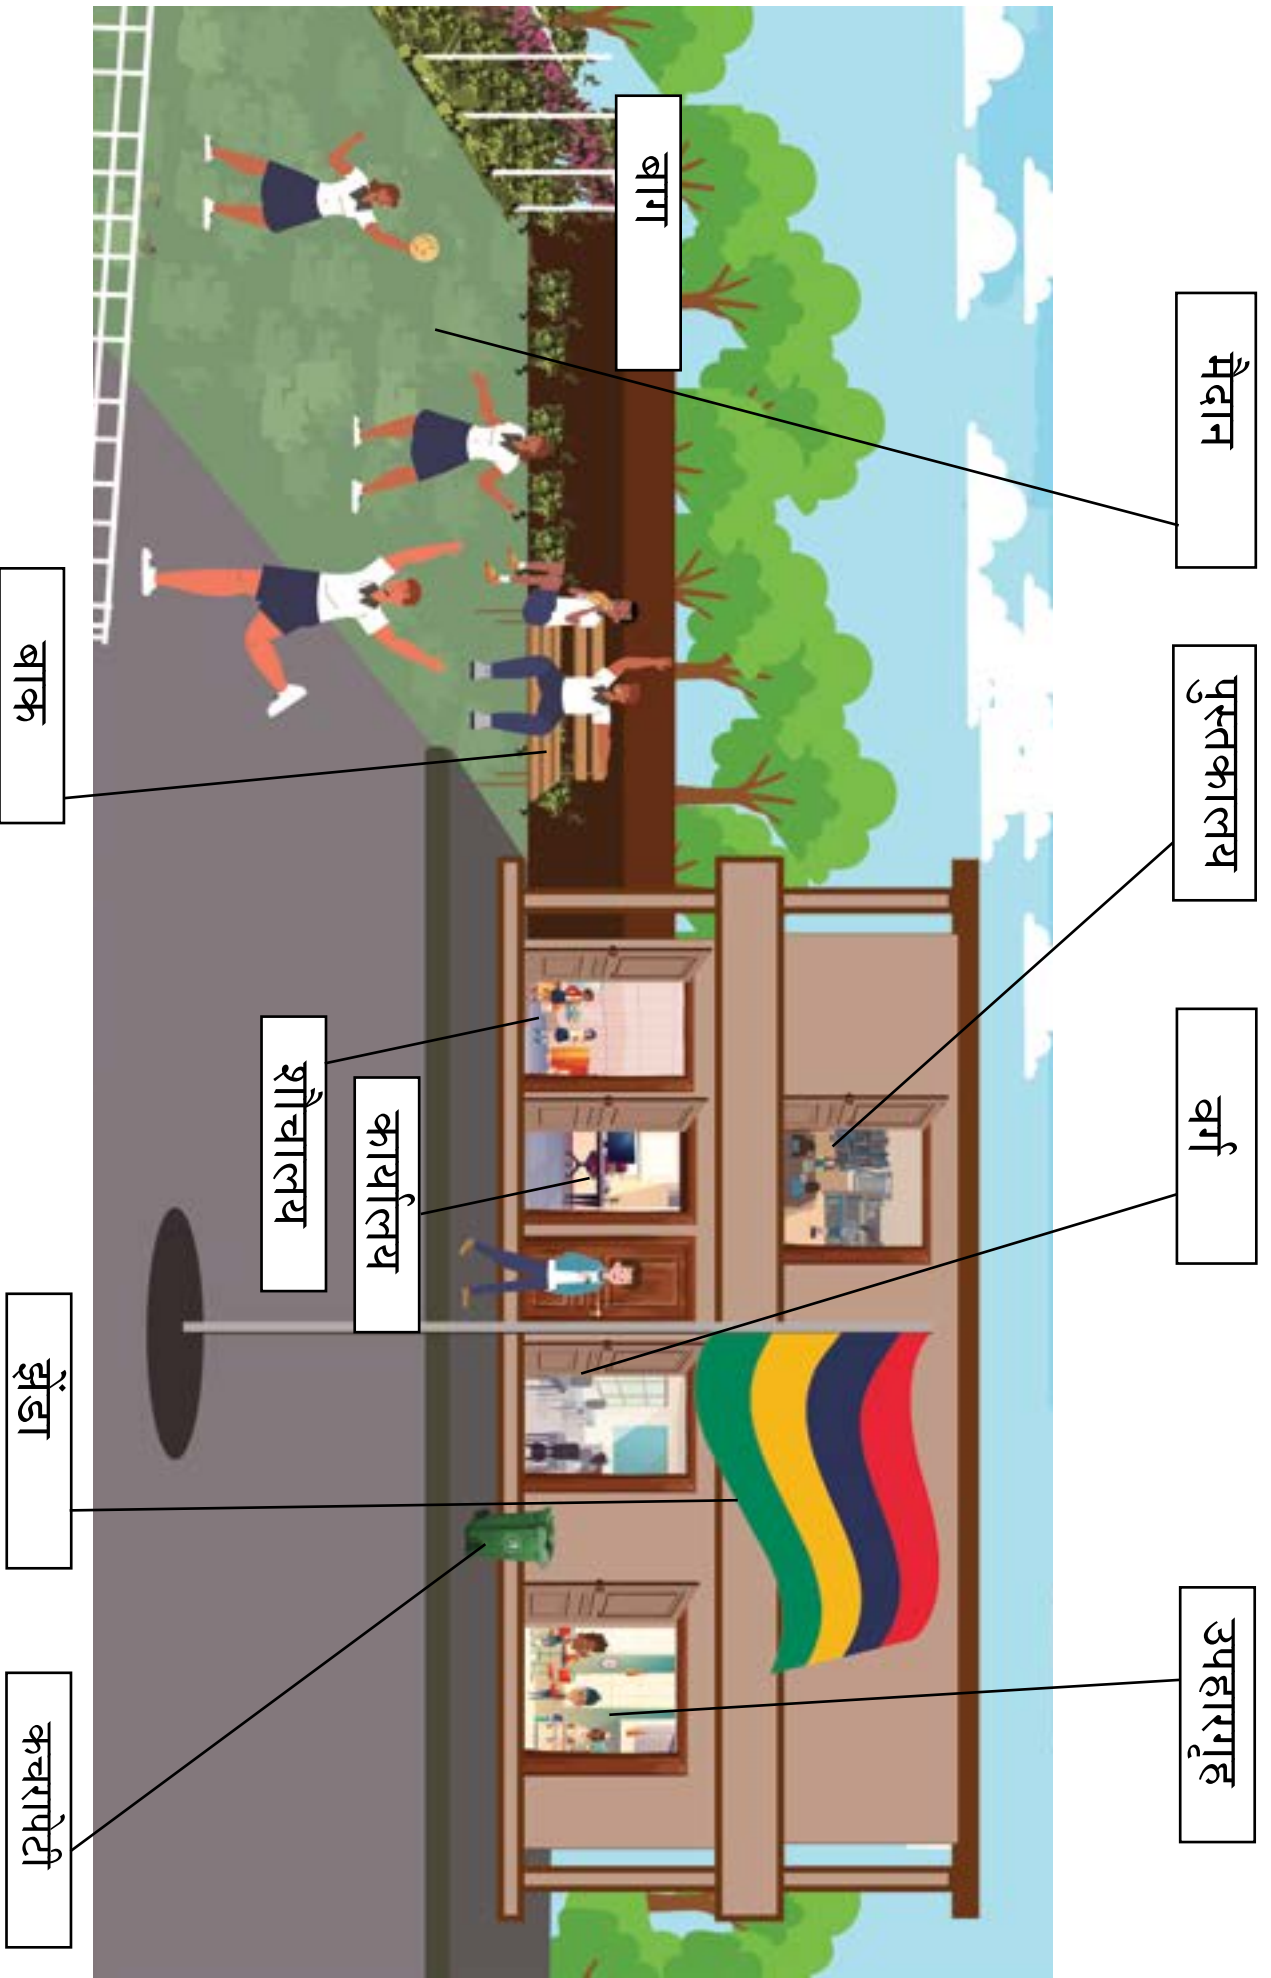 मैदान
पुस्तकालय
वर्ग
उपहारगृह
बाग
कार्यालय
शौचालय
बाक
झेंडा
कचरापेटी